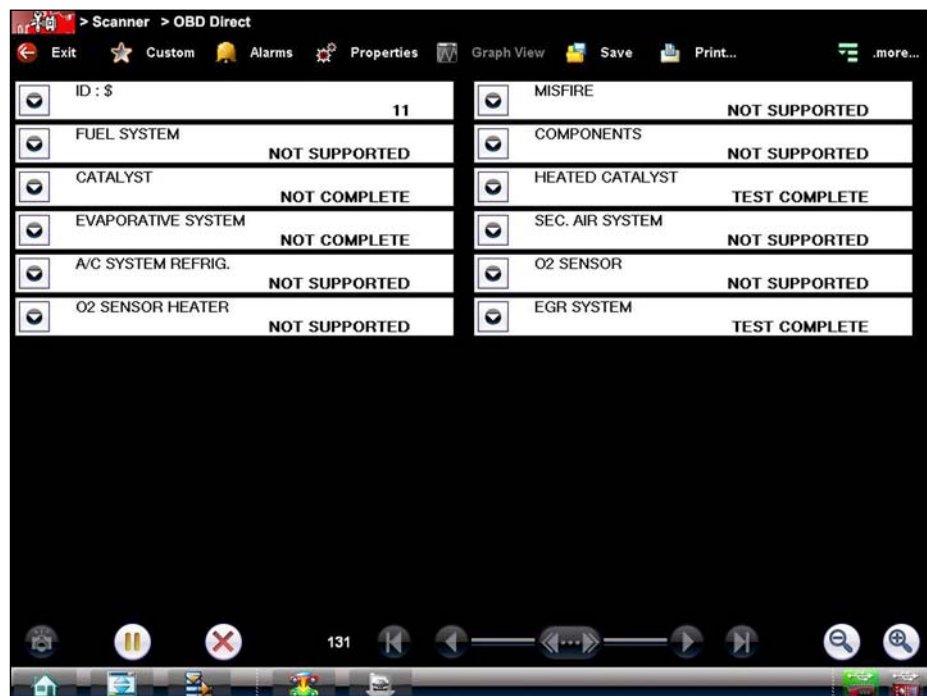 > Scanner > OBD Direct
Exit Custom Alarms Properties Graph View Save Print... .more...
ID : $
11
MISFIRE
NOT SUPPORTED
FUEL SYSTEM
NOT SUPPORTED
COMPONENTS
NOT SUPPORTED
CATALYST
NOT COMPLETE
HEATED CATALYST
TEST COMPLETE
EVAPORATIVE SYSTEM
NOT COMPLETE
SEC. AIR SYSTEM
NOT SUPPORTED
A/C SYSTEM REFRIG.
NOT SUPPORTED
O2 SENSOR
NOT SUPPORTED
O2 SENSOR HEATER
NOT SUPPORTED
EGR SYSTEM
TEST COMPLETE
131